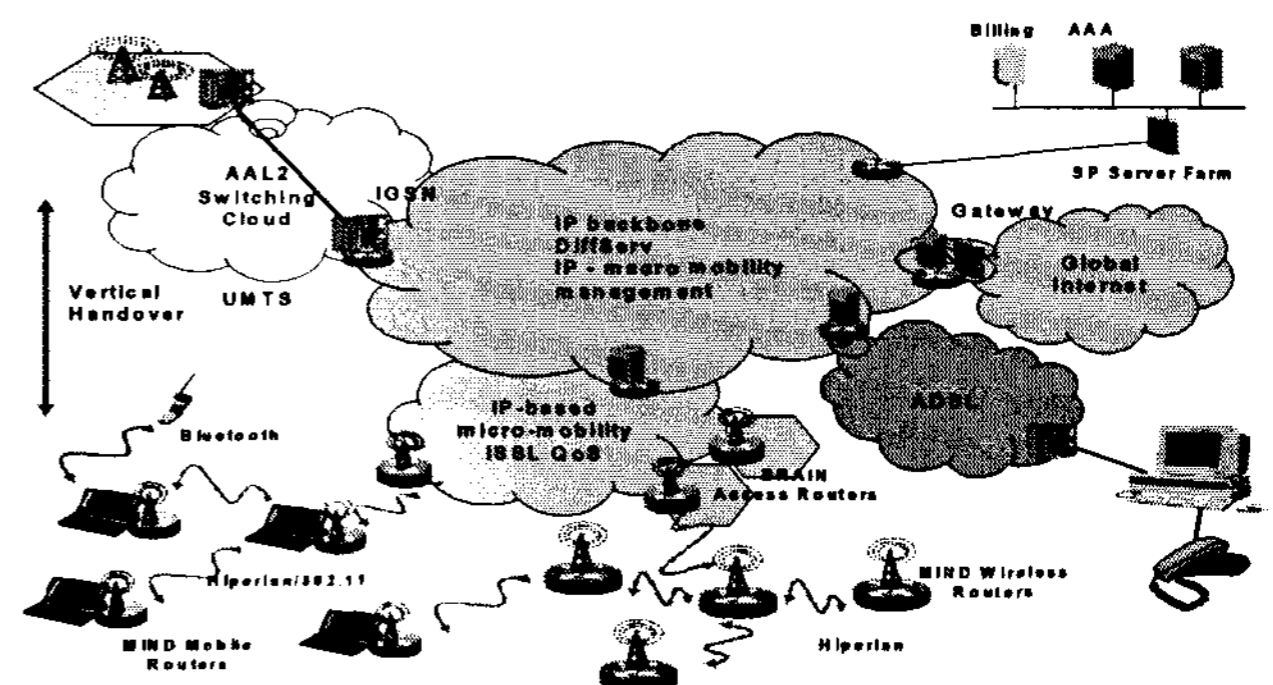 Billing AAA
SP Server Farm
AAL2
Switching
Cloud
IGSN
Gateway
IP backbone
DiffServ
IP - macro mobility
management
Global
Internet
Vertical
Handover
UMTS
ADSL
IP-based
micro-mobility
ISSL QoS
Bluetooth
BRAIN
Access Routers
Hiperlan/802.11
MIND Wireless
Routers
MIND Mobile
Routers
Hiperlan